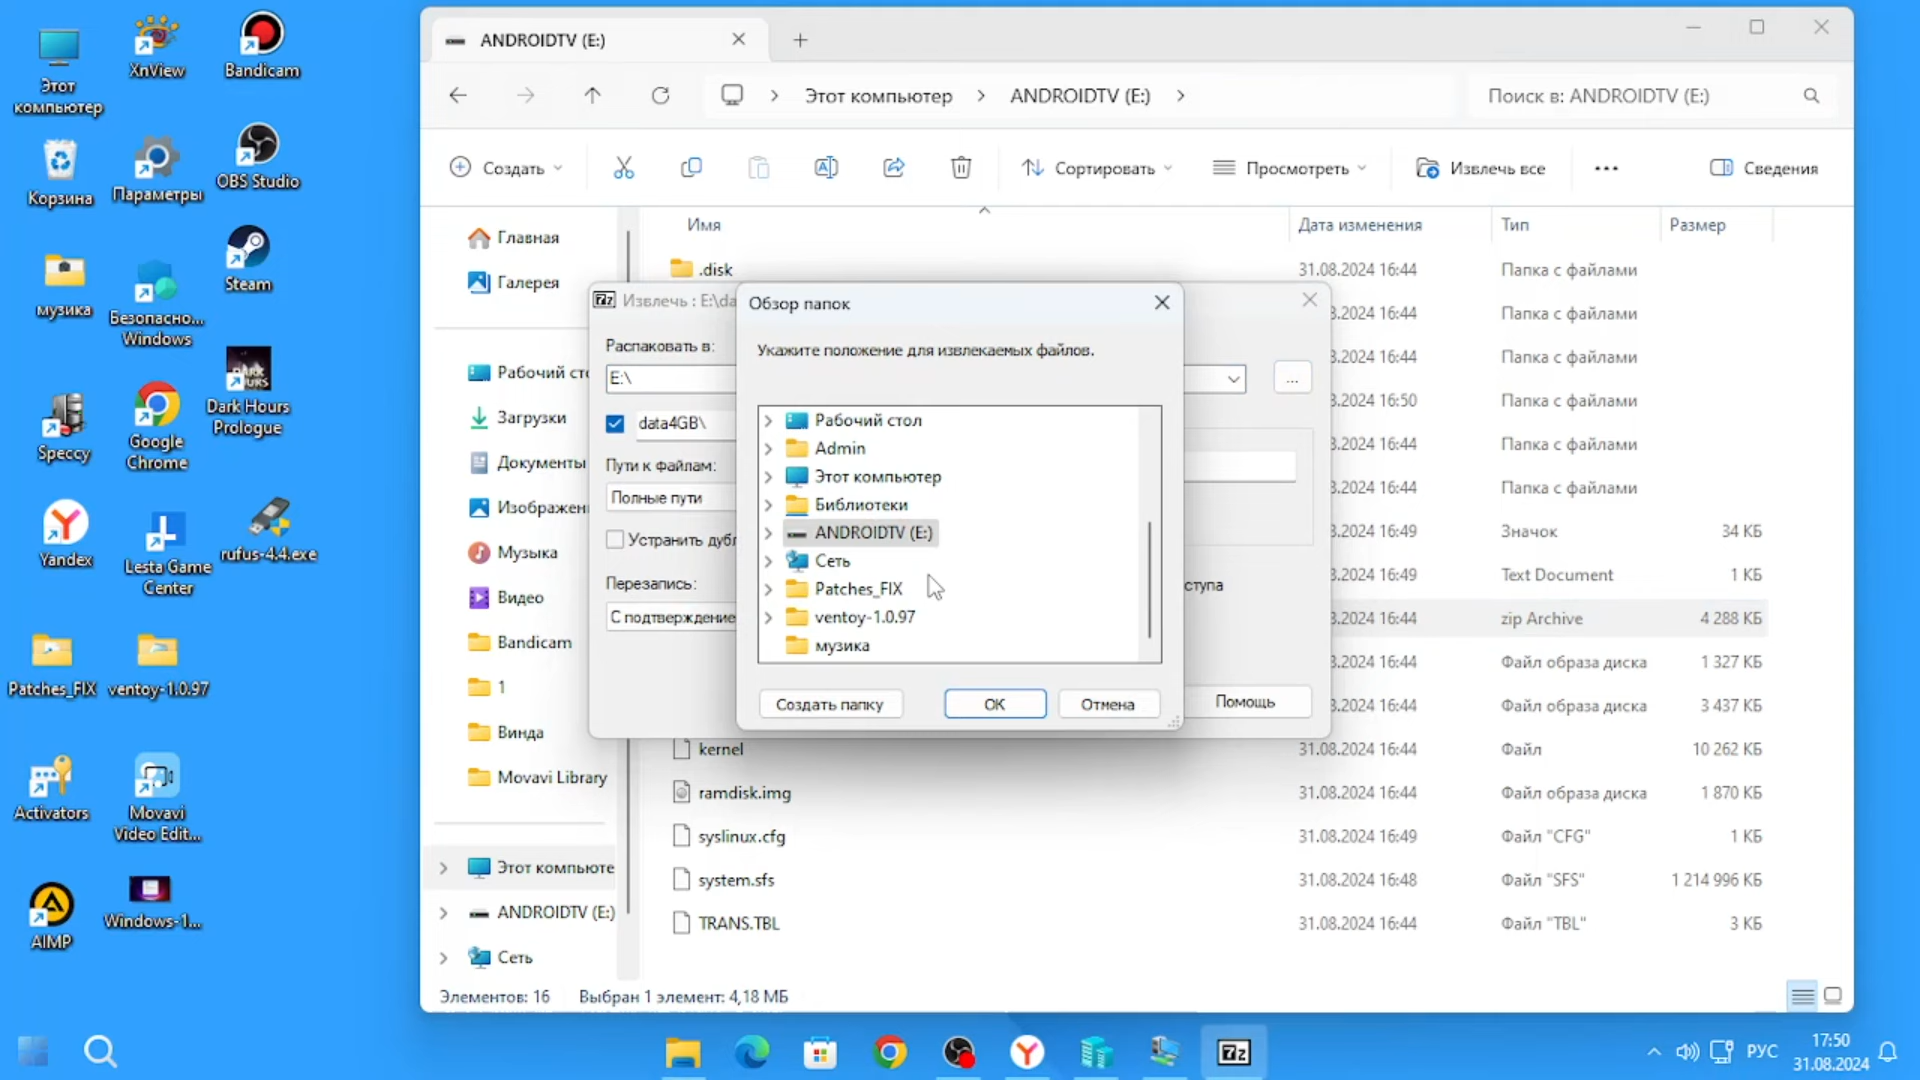 Этот компьютер
XnView
Bandicam
Корзина
Параметры
OBS Studio
музика
Безопасно...
Windows
Steam
Speccy
Google
Chrome
DARK
HOURS
Dark Hours
Prologue
Yandex
Lesta Game
Center
rufus-4.4.exe
Patches_FIX
ventoy-1.0.97
Activators
Movavi
Video Edit...
AIMP
Windows-1...
ANDROIDTV (E:)
Этот компьютер
ANDROIDTV (E:)
Поиск в: ANDROIDTV (E:)
Создать
Сортировать
Просмотреть
Извлечь все
Сведения
Главная
Галерея
Рабочий сто
Загрузки
Документы
Изображен
Музыка
Видео
Bandicam
1
Винда
Movavi Library
Этот компьюте
ANDROIDTV (E:)
Сеть
Имя
Дата изменения
Тип
Размер
.disk
31.08.2024 16:44
Папка с файлами
3.2024 16:44
Папка с файлами
3.2024 16:44
Папка с файлами
3.2024 16:50
Папка с файлами
3.2024 16:44
Папка с файлами
3.2024 16:44
Папка с файлами
3.2024 16:49
Значок
34 КБ
3.2024 16:49
Text Document
1 КБ
3.2024 16:44
zip Archive
4 288 КБ
3.2024 16:44
Файл образа диска
1 327 КБ
3.2024 16:44
Файл образа диска
3 437 КБ
kernel
31.08.2024 16:44
Файл
10 262 КБ
ramdisk.img
31.08.2024 16:44
Файл образа диска
1 870 КБ
syslinux.cfg
31.08.2024 16:49
Файл "CFG"
1 КБ
system.sfs
31.08.2024 16:48
Файл "SFS"
1 214 996 КБ
TRANS.TBL
31.08.2024 16:44
Файл "TBL"
3 КБ
Элементов: 16
Выбран 1 элемент: 4,18 МБ
7z
Извлечь : E:\da
Распаковать в:
E:\
...
data4GB\
Пути к файлам:
Полные пути
Устранить дубл
Перезапись:
С подтверждение
ступа
Помощь
Обзор папок
Укажите положение для извлекаемых файлов.
Рабочий стол
Admin
Этот компьютер
Библиотеки
ANDROIDTV (E:)
Сеть
Patches_FIX
ventoy-1.0.97
музика
Создать папку
ОК
Отмена
7z
РУС
17:50
31.08.2024